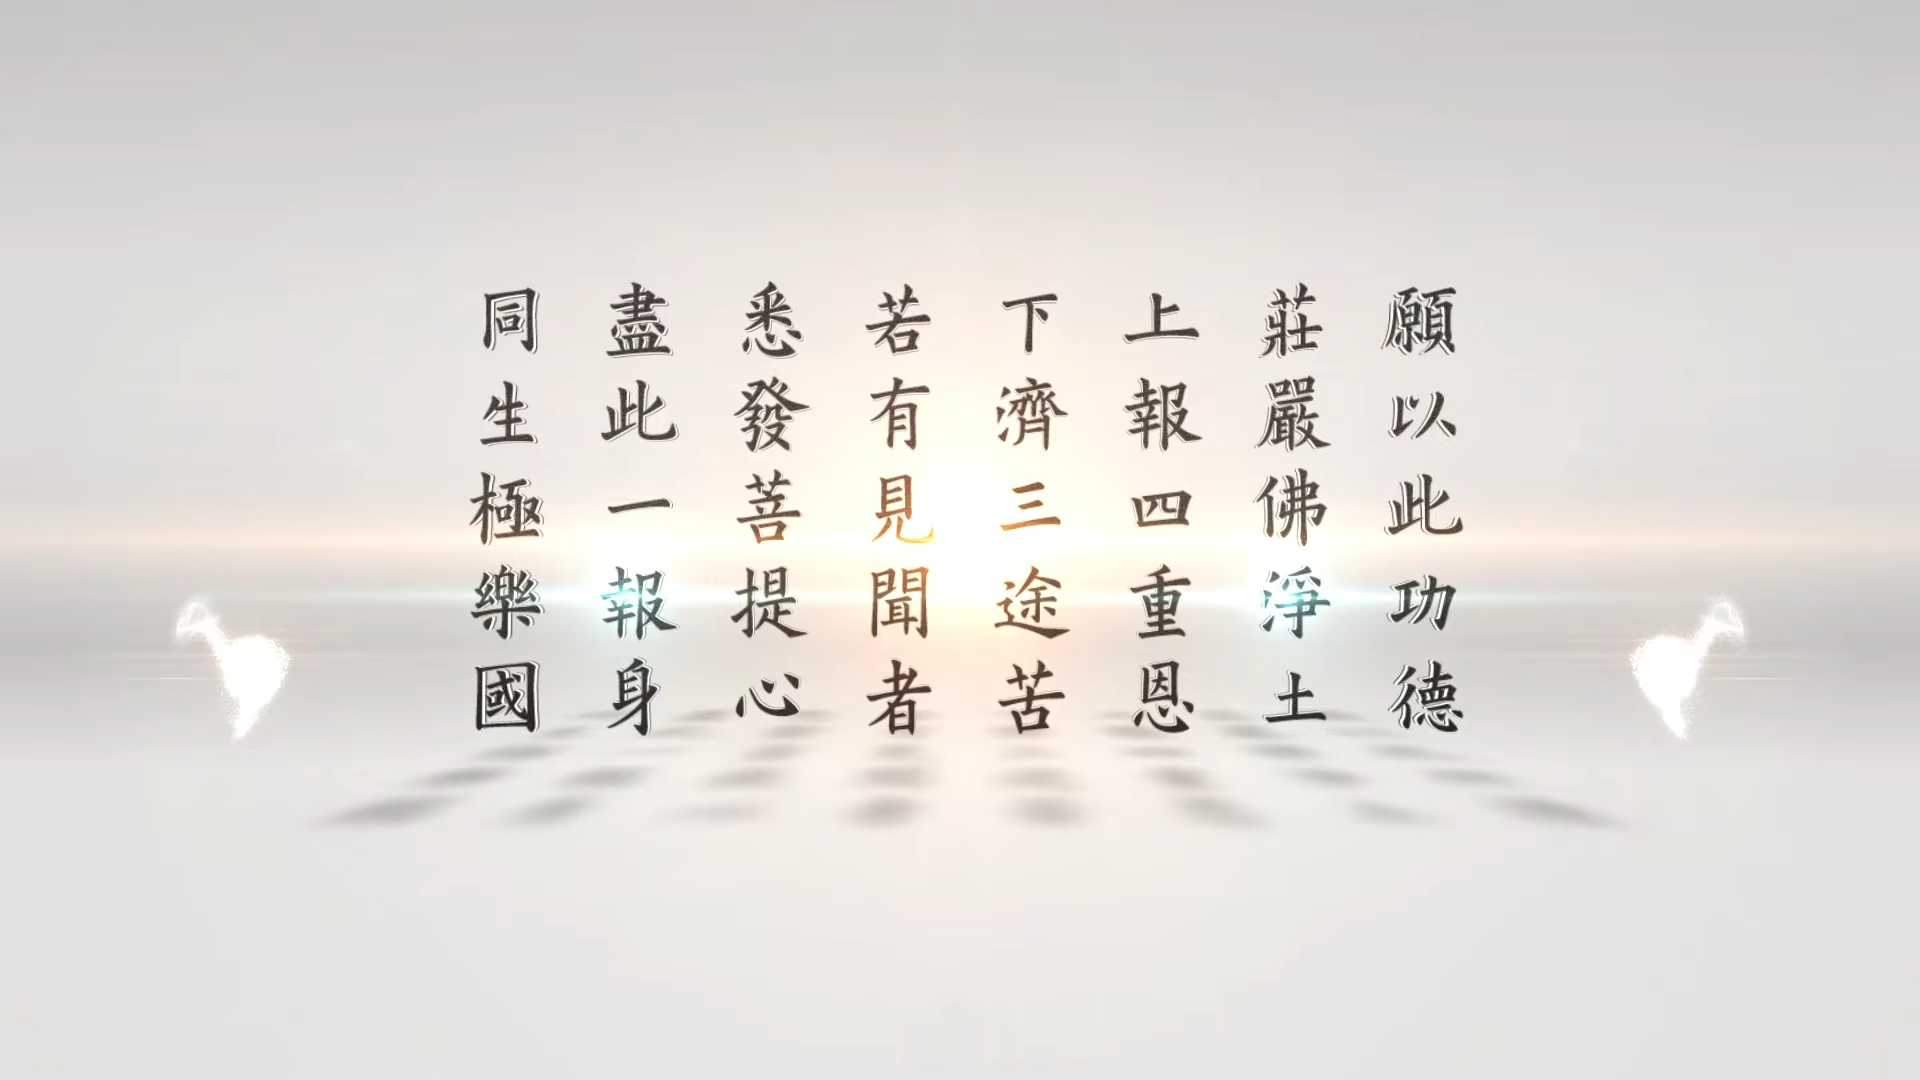 願以此功德
莊嚴佛淨土
上報四重恩
下濟三途苦
若有見聞者
悉發菩提心
盡此一報身
同生極樂國